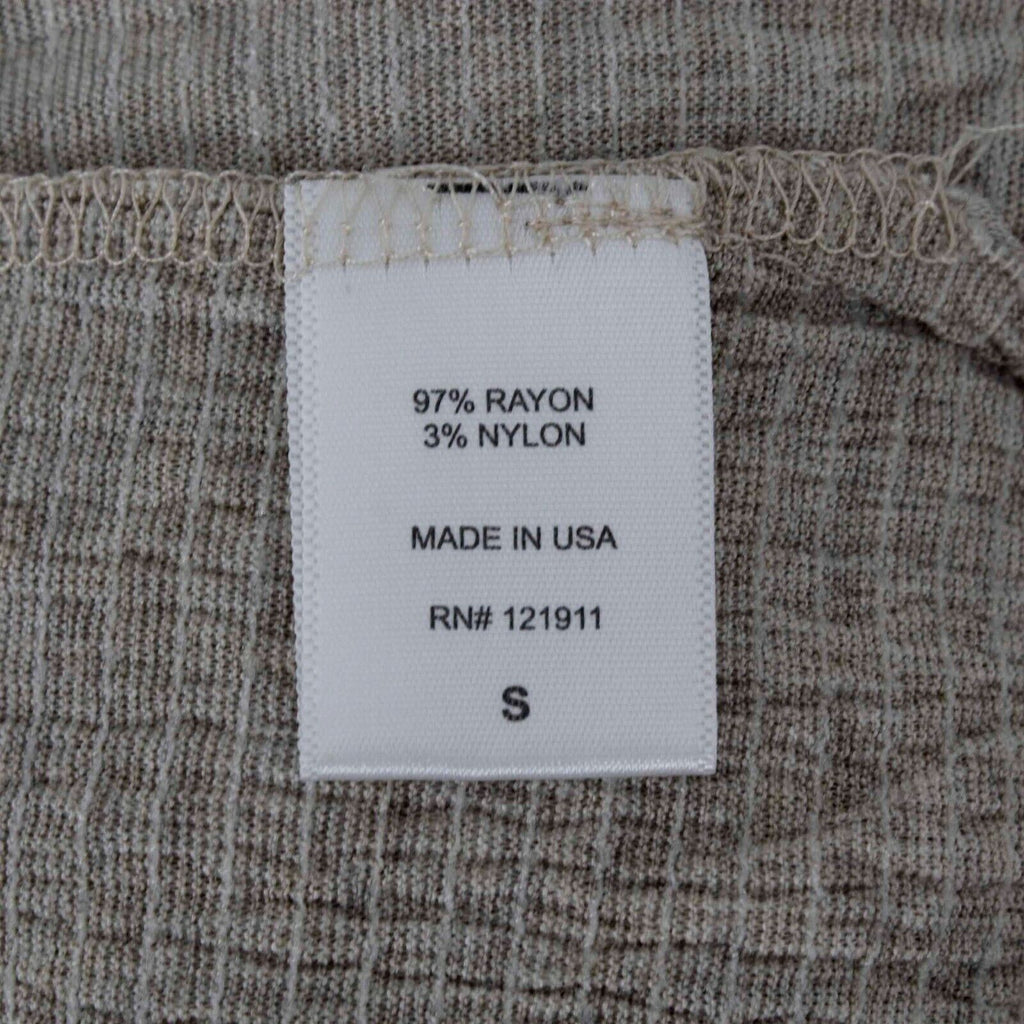 97% RAYON
3% NYLON
MADE IN USA
RN# 121911
S